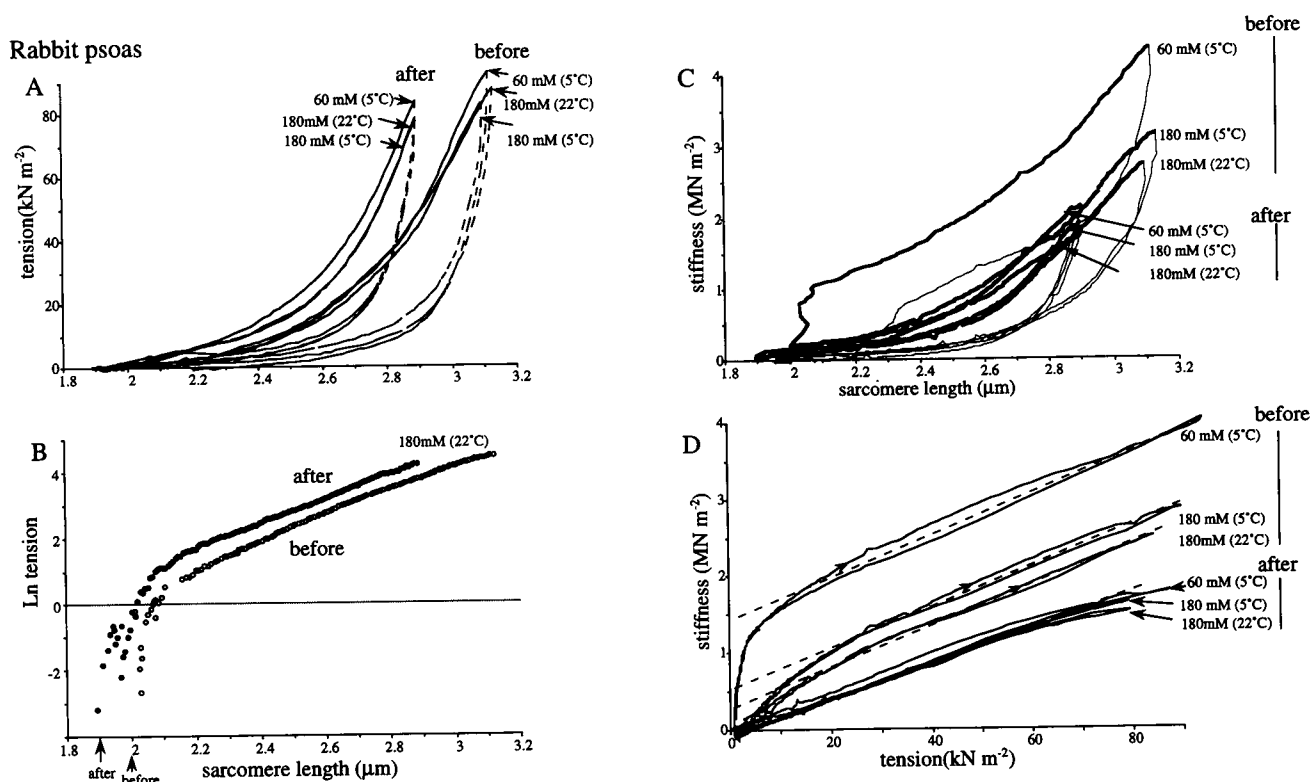 Rabbit psoas
A
before
after
60 mM (5°C)
60 mM (5°C)
180mM (22°C)
180mM (22°C)
180 mM (5°C)
180 mM (5°C)
tension(kN m-2)
80
60
40
20
0
1.8 2 2.2 2.4 2.6 2.8 3 3.2
B
180mM (22°C)
after
before
Ln tension
4
2
0
-2
1.8 1.9 2 2.2 2.4 2.6 2.8 3 3.2
after before
sarcomere length (μm)
C
before
60 mM (5°C)
180 mM (5°C)
180mM (22°C)
after
60 mM (5°C)
180 mM (5°C)
180mM (22°C)
stiffness (MN m-2)
4
3
2
1
0
1.8 2 2.2 2.4 2.6 2.8 3 3.2
sarcomere length (μm)
D
before
60 mM (5°C)
180 mM (5°C)
180mM (22°C)
after
60 mM (5°C)
180 mM (5°C)
180mM (22°C)
stiffness (MN m-2)
4
3
2
1
0
0 20 40 60 80
tension(kN m-2)